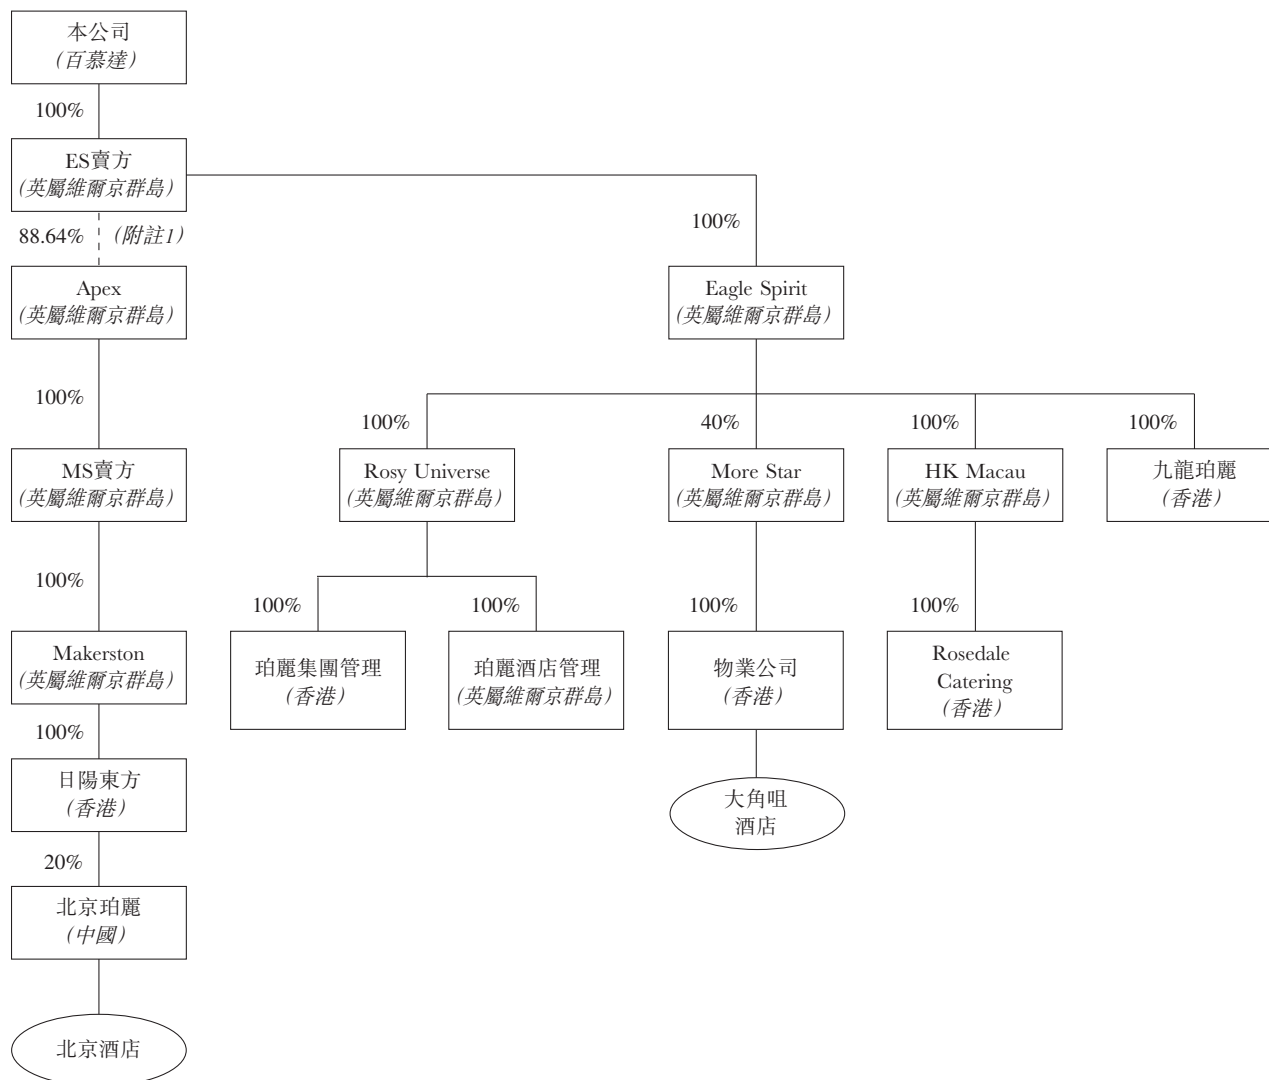 本公司
（百慕達）
100%
ES賣方
（英屬維爾京群島）
88.64%
（附註1）
100%
Apex
（英屬維爾京群島）
Eagle Spirit
（英屬維爾京群島）
100%
100%
40%
100%
100%
MS賣方
（英屬維爾京群島）
Rosy Universe
（英屬維爾京群島）
More Star
（英屬維爾京群島）
HK Macau
（英屬維爾京群島）
九龍珀麗
（香港）
100%
100%
100%
100%
100%
Makerston
（英屬維爾京群島）
珀麗集團管理
（香港）
珀麗酒店管理
（英屬維爾京群島）
物業公司
（香港）
Rosedale
Catering
（香港）
100%
日陽東方
（香港）
大角咀
酒店
20%
北京珀麗
（中國）
北京酒店